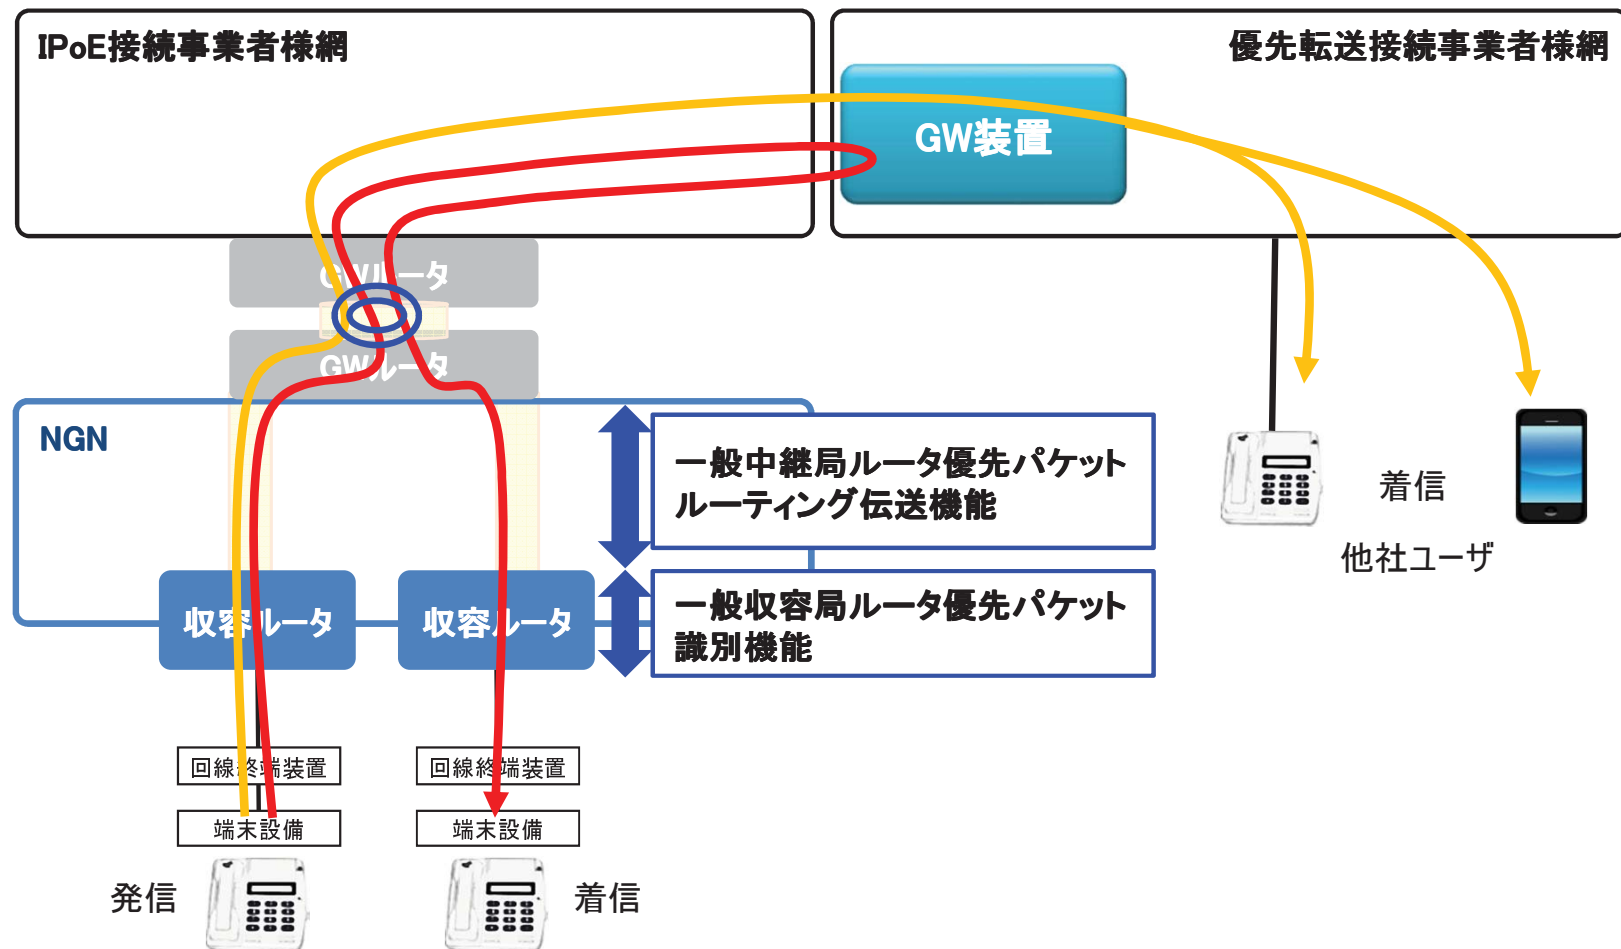 IPoE接続事業者様網
優先転送接続事業者様網
GW装置
GWルータ
GWルータ
NGN
一般中継局ルータ優先パケット
ルーティング伝送機能
着信
他社ユーザ
収容ルータ
収容ルータ
一般収容局ルータ優先パケット
識別機能
回線終端装置
回線終端装置
端末設備
端末設備
発信
着信